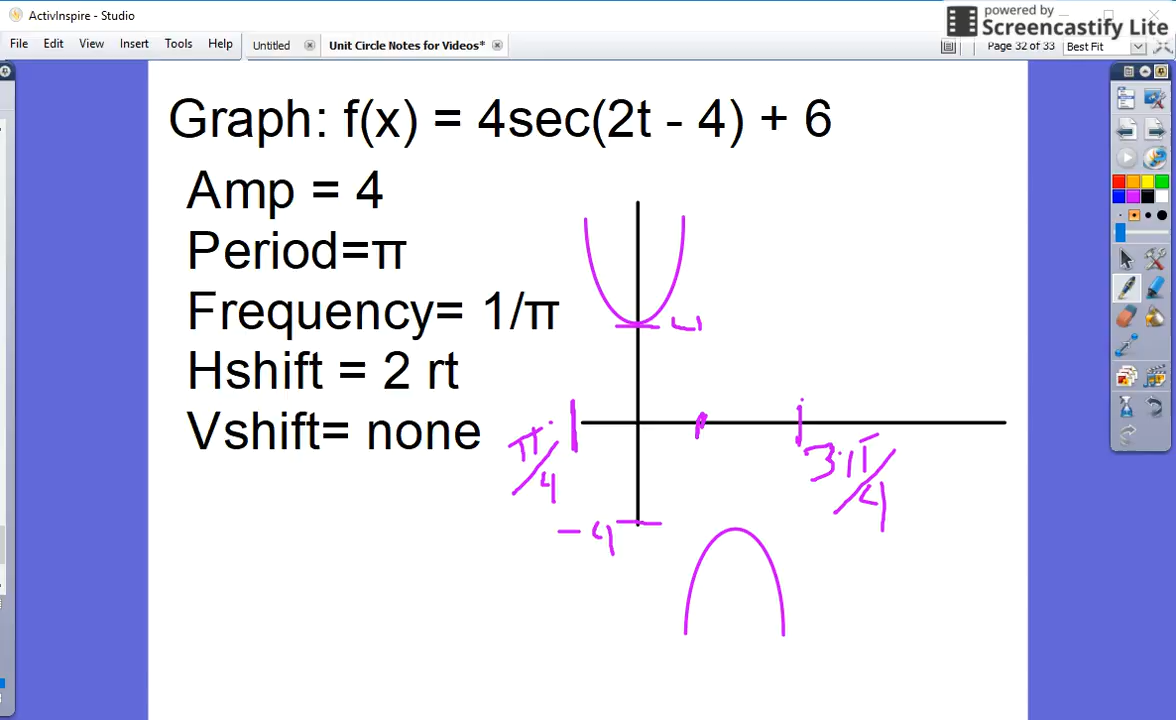 ActivInspire - Studio
powered by
Screencastify Lite
File Edit View Insert Tools Help
Untitled
Unit Circle Notes for Videos*
Page 32 of 33
Best Fit
Graph: f(x) = 4sec(2t - 4) + 6
Amp = 4
Period=π
Frequency= 1/π
Hshift = 2 rt
Vshift= none
π/4
3π/4
-4